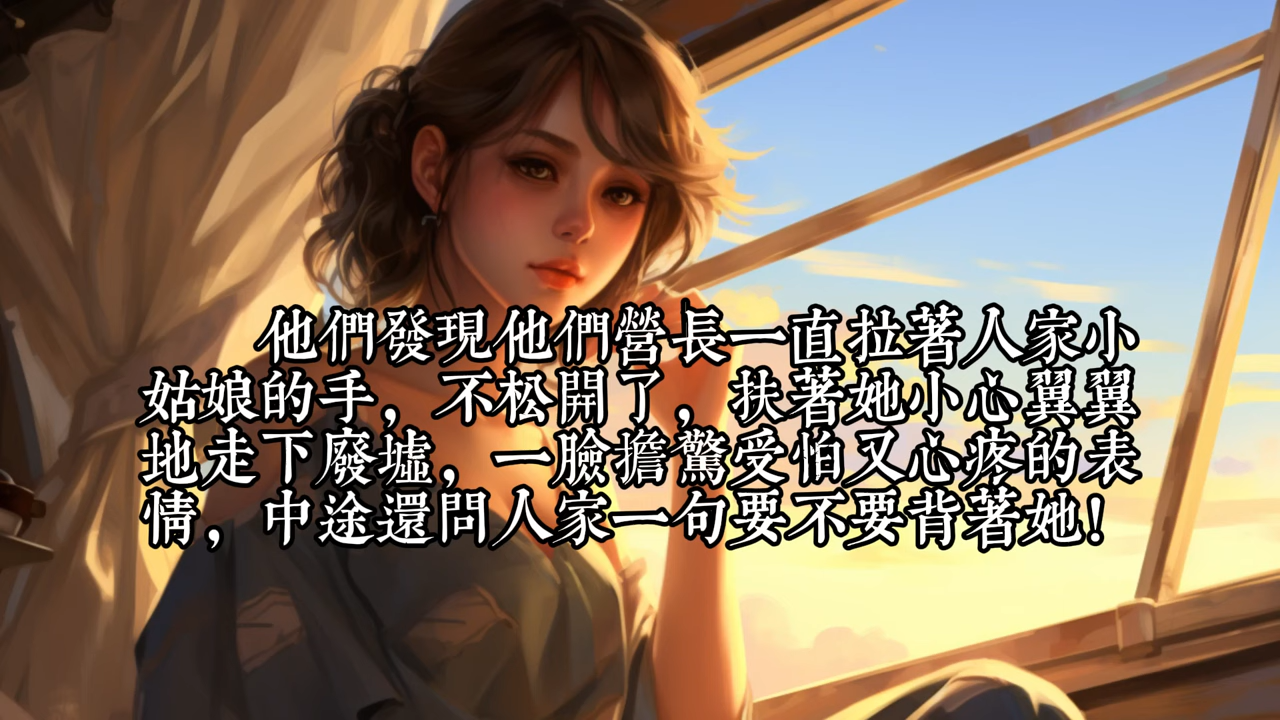 他們發現他們營長一直拉著人家小
姑娘的手，不松開了，扶著她小心翼翼
地走下廢墟，一臉擔驚受怕又心疼的表
情，中途還問人家一句要不要背著她！